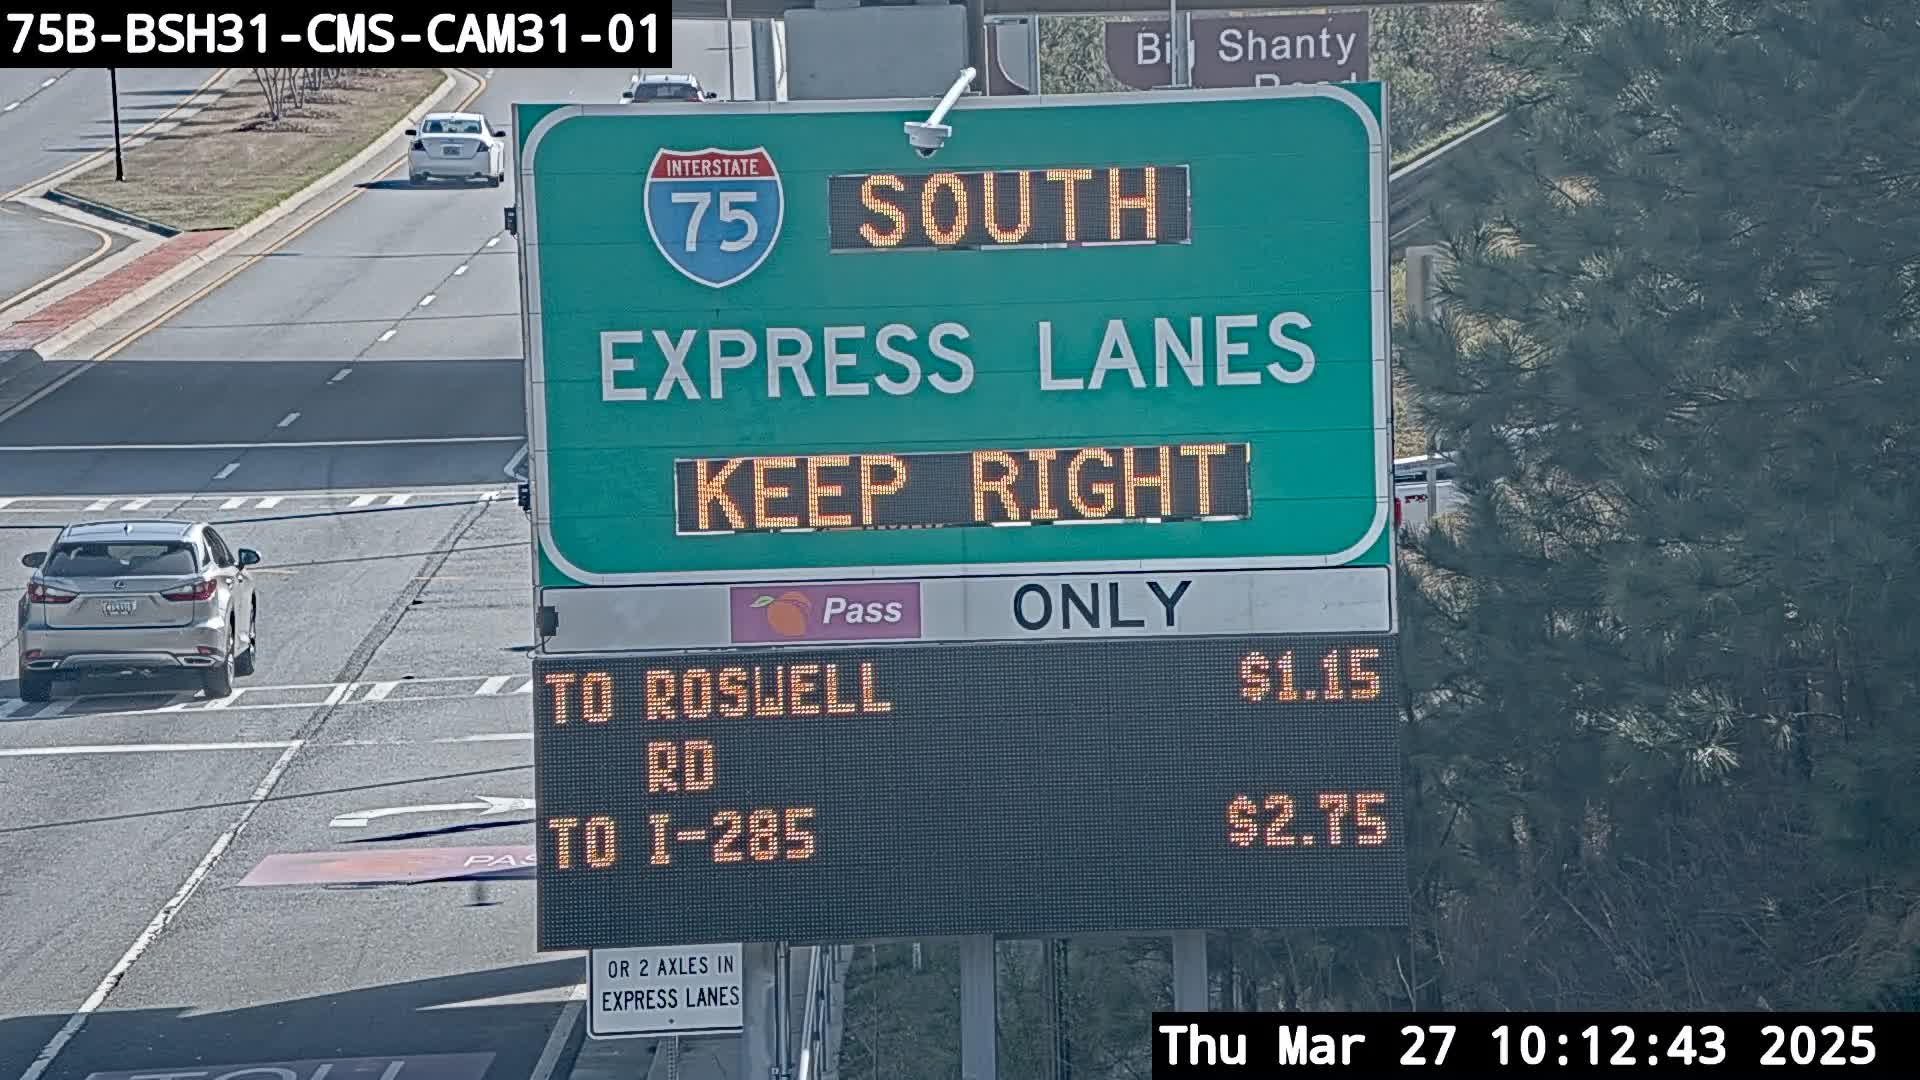 75B-BSH31-CMS-CAM31-01
Big Shanty
Road
INTERSTATE
75
SOUTH
EXPRESS LANES
KEEP RIGHT
Pass ONLY
TO ROSWELL $1.15
RD
TO I-285 $2.75
OR 2 AXLES IN
EXPRESS LANES
TOLL
Thu Mar 27 10:12:43 2025